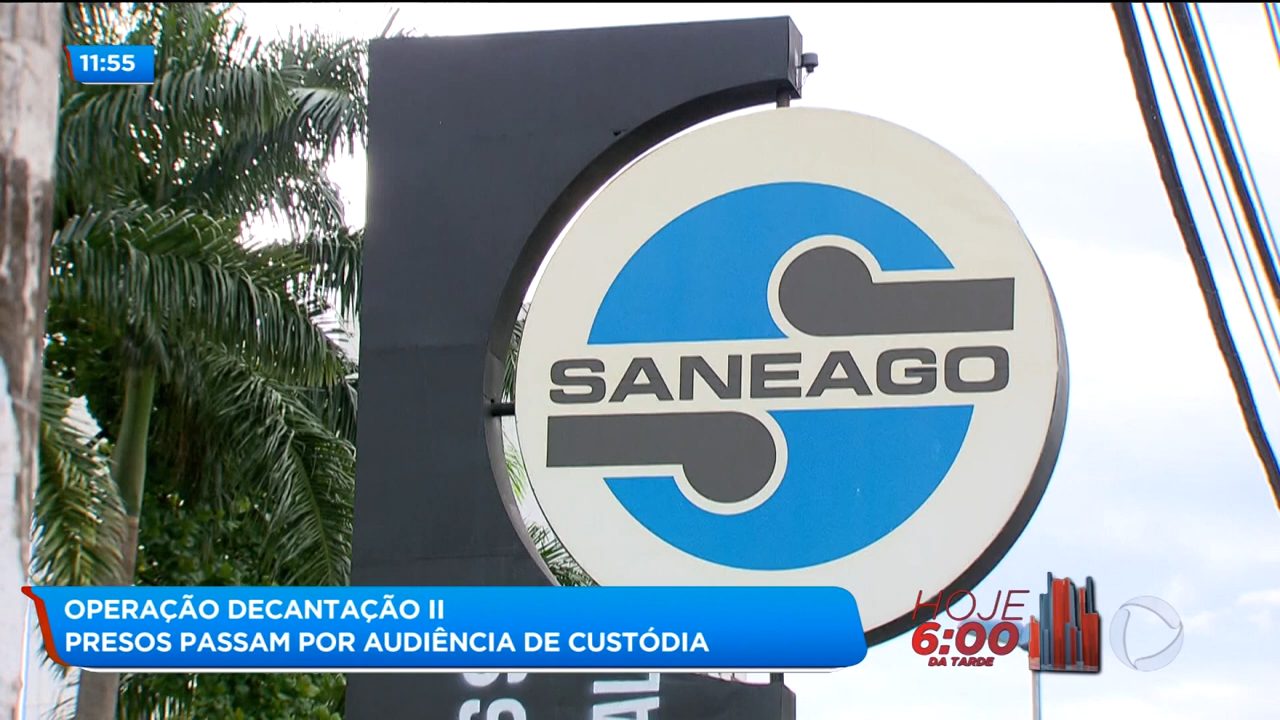 11:55
SANEAGO
OPERAÇÃO DECANTAÇÃO II
PRESOS PASSAM POR AUDIÊNCIA DE CUSTÓDIA
HOJE
6:00
DA TARDE